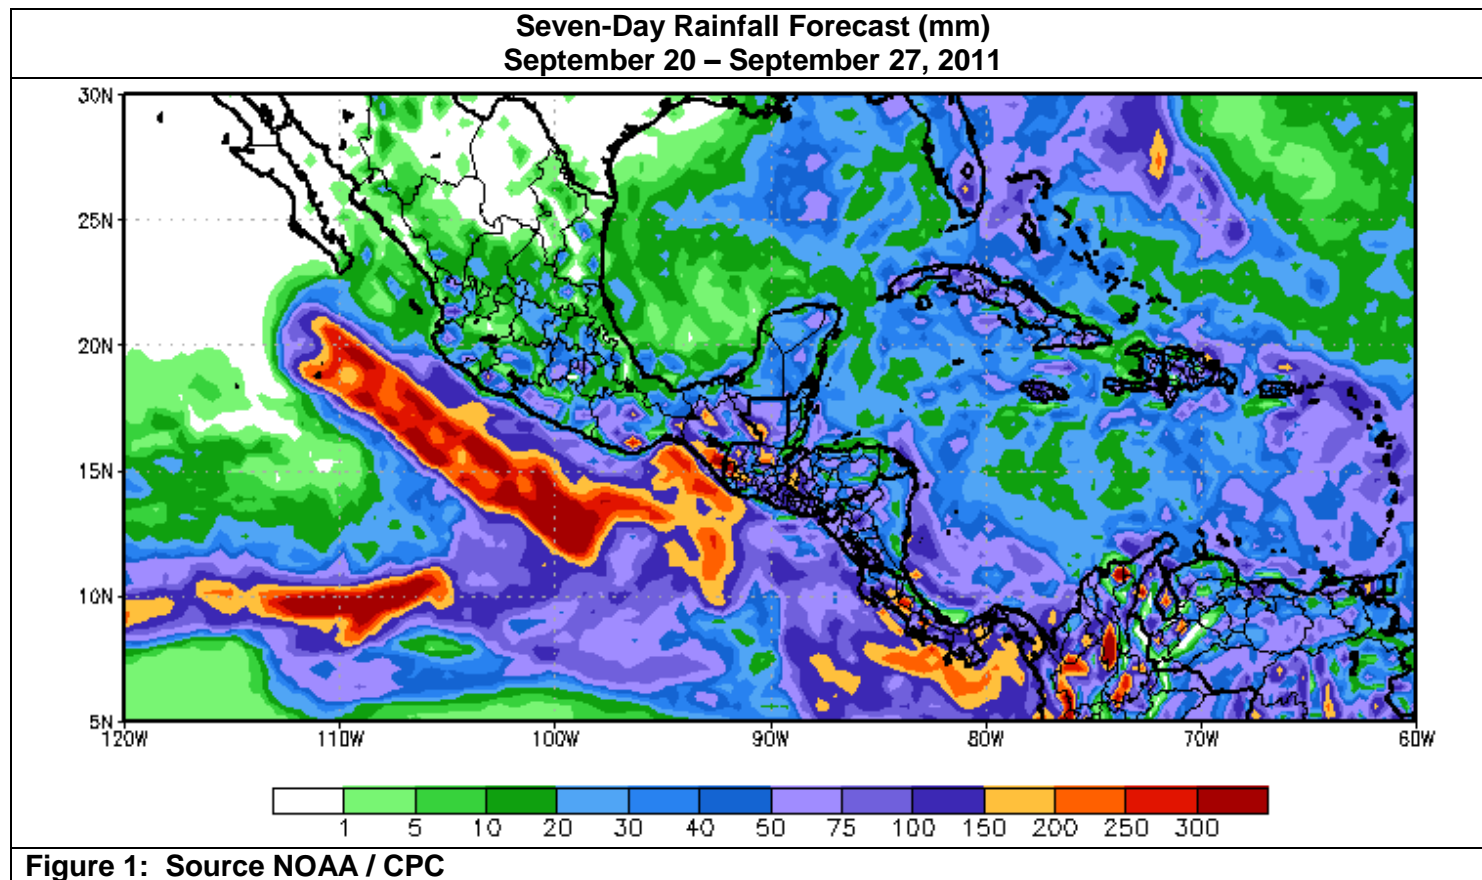 Seven-Day Rainfall Forecast (mm)
September 20 – September 27, 2011
30N
25N
20N
15N
10N
5N
120W 110W 100W 90W 80W 70W 60W
1 5 10 20 30 40 50 75 100 150 200 250 300
Figure 1: Source NOAA / CPC